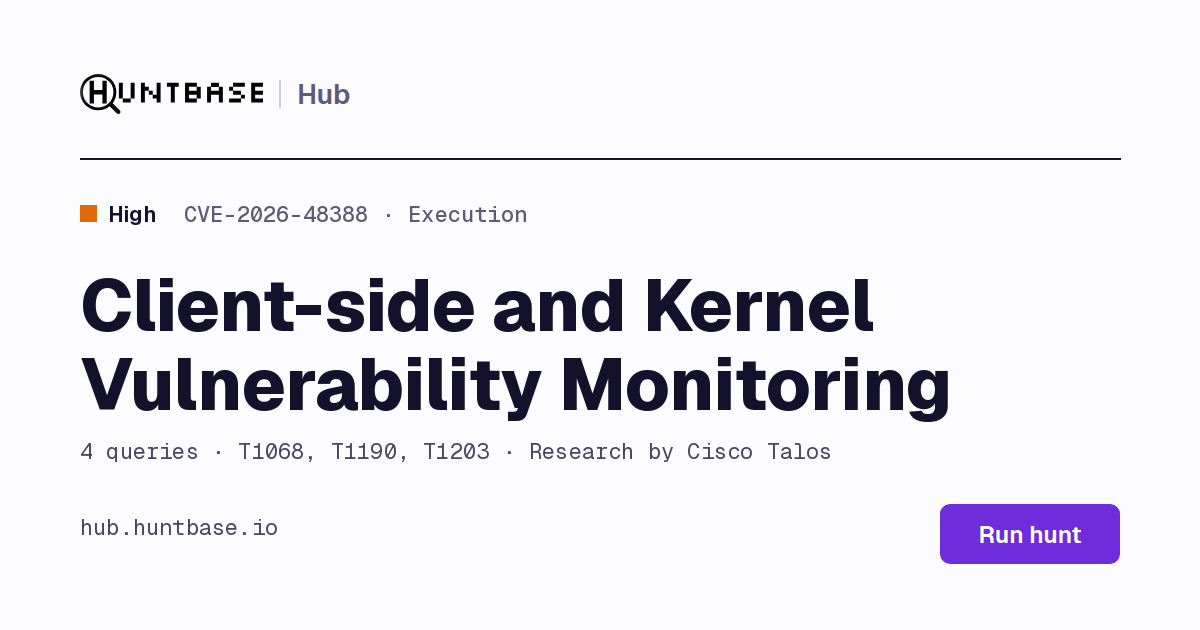 HUNTBASE Hub
High CVE-2026-48388 · Execution
Client-side and Kernel
Vulnerability Monitoring
4 queries · T1068, T1190, T1203 · Research by Cisco Talos
hub.huntbase.io
Run hunt